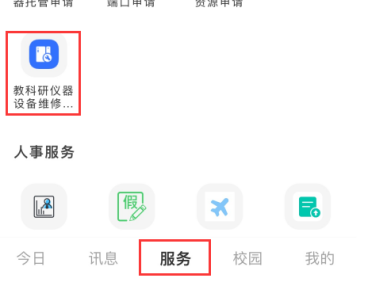 器托管申请 端口申请 资源申请
教科研仪器
设备维修...
人事服务
假
今日 讯息 服务 校园 我的